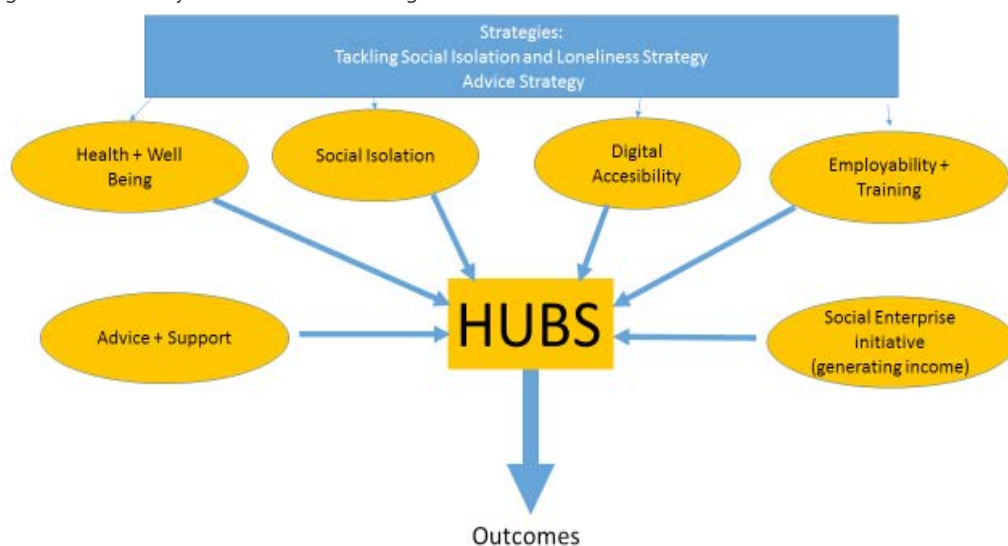 Strategies:
Tackling Social Isolation and Loneliness Strategy
Advice Strategy
Health + Well
Being
Social Isolation
Digital
Accesibility
Employability +
Training
HUBS
Advice + Support
Social Enterprise
initiative
(generating income)
Outcomes